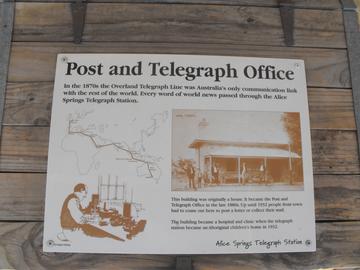 Post and Telegraph Office
In the 1870s the Overland Telegraph Line was Australia's only communication link
with the rest of the world. Every word of world news passed through the Alice
Springs Telegraph Station.
This building was originally a house. It became the Post and
Telegraph Office in the late 1880s. Up until 1932 people from town
had to come out here to post a letter or collect their mail.
The building became a hospital and clinic when the telegraph
station became an Aboriginal children's home in 1932.
Alice Springs Telegraph Station